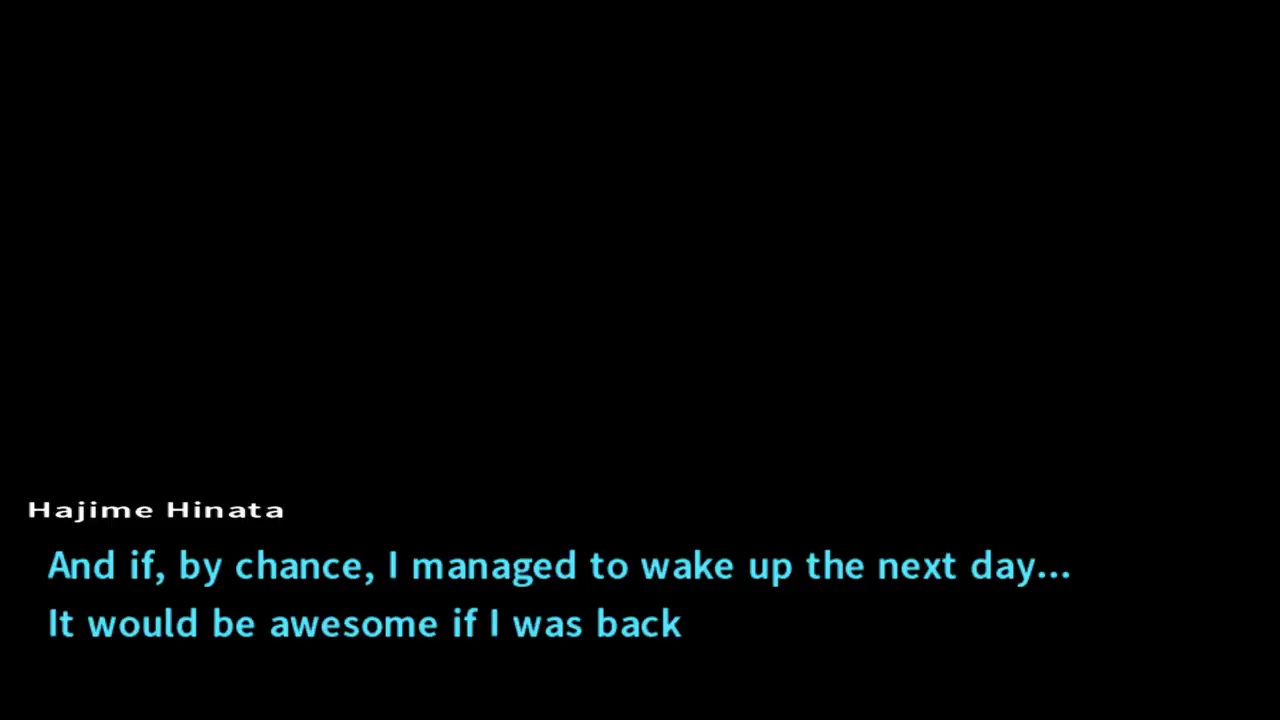 Hajime Hinata
And if, by chance, I managed to wake up the next day...
It would be awesome if I was back